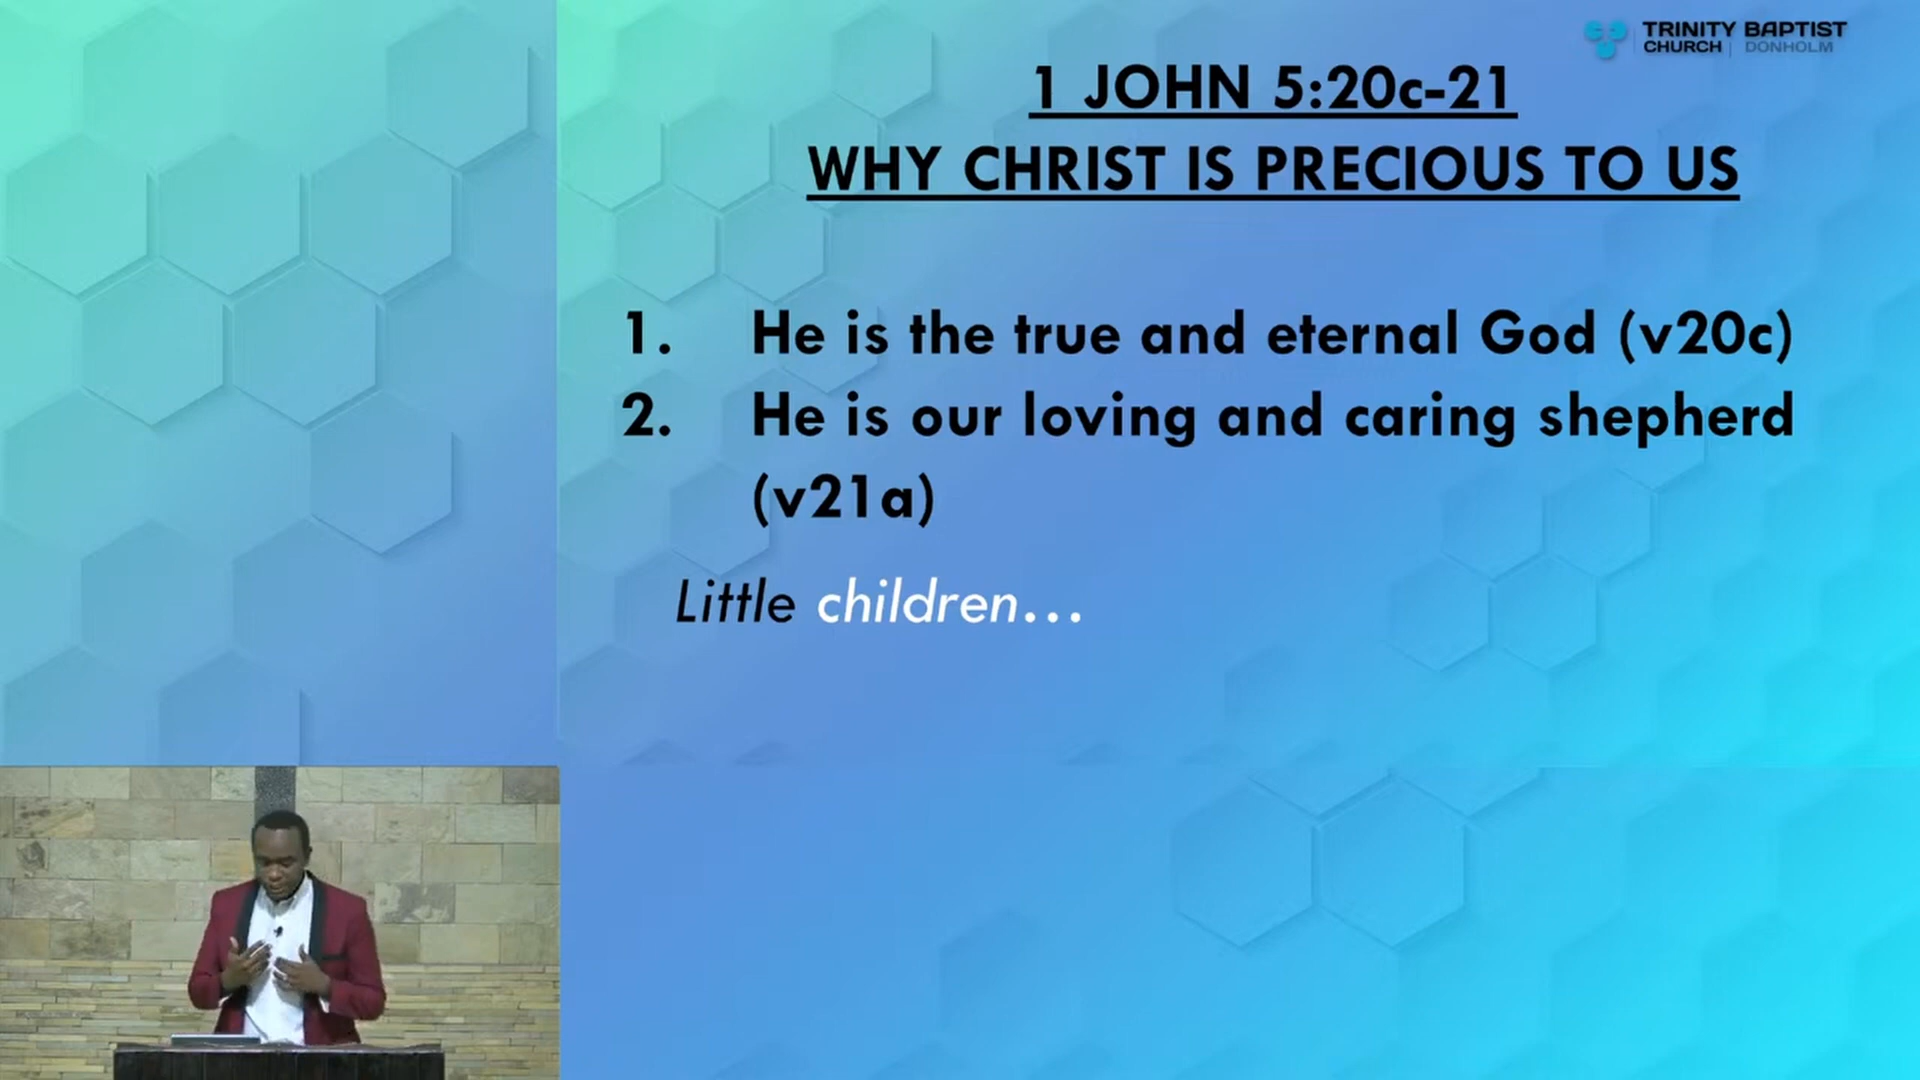 TRINITY BAPTIST
CHURCH | DONHOLM
1 JOHN 5:20c-21
WHY CHRIST IS PRECIOUS TO US
1. He is the true and eternal God (v20c)
2. He is our loving and caring shepherd
(v21a)
Little children...